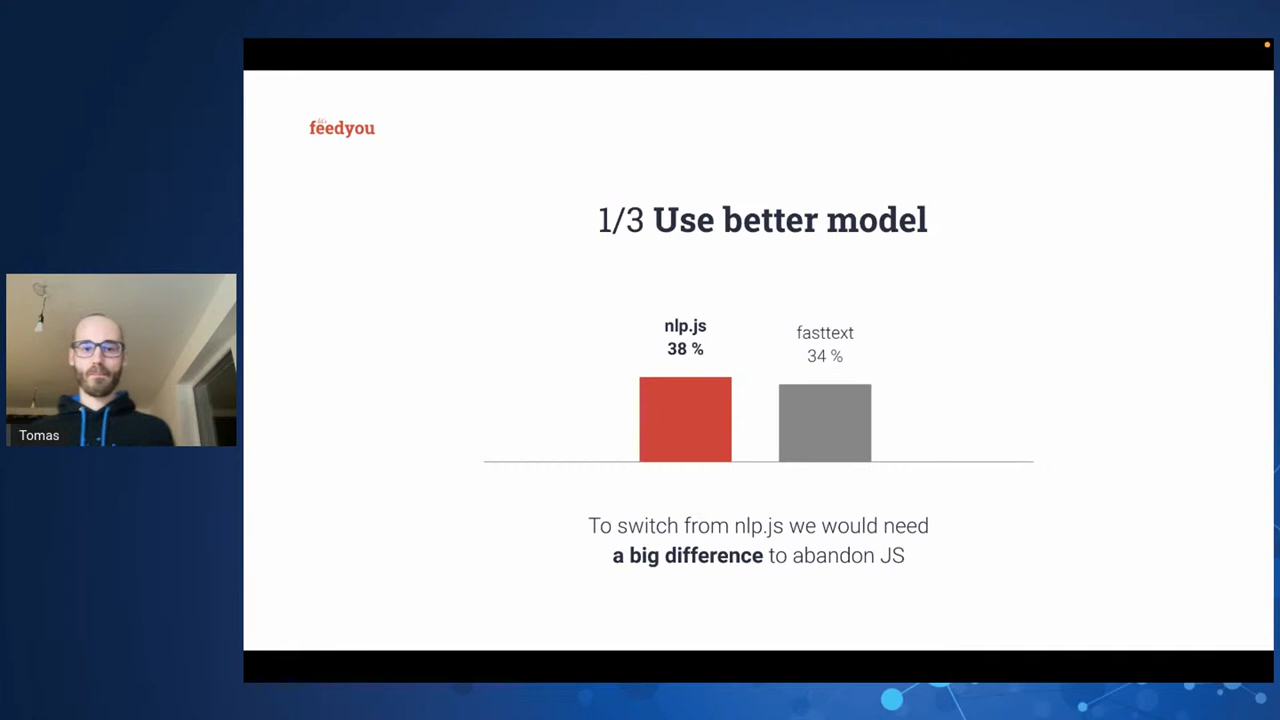 feedyou
1/3 Use better model
nlp.js
38 %
fasttext
34 %
To switch from nlp.js we would need
a big difference to abandon JS
Tomas